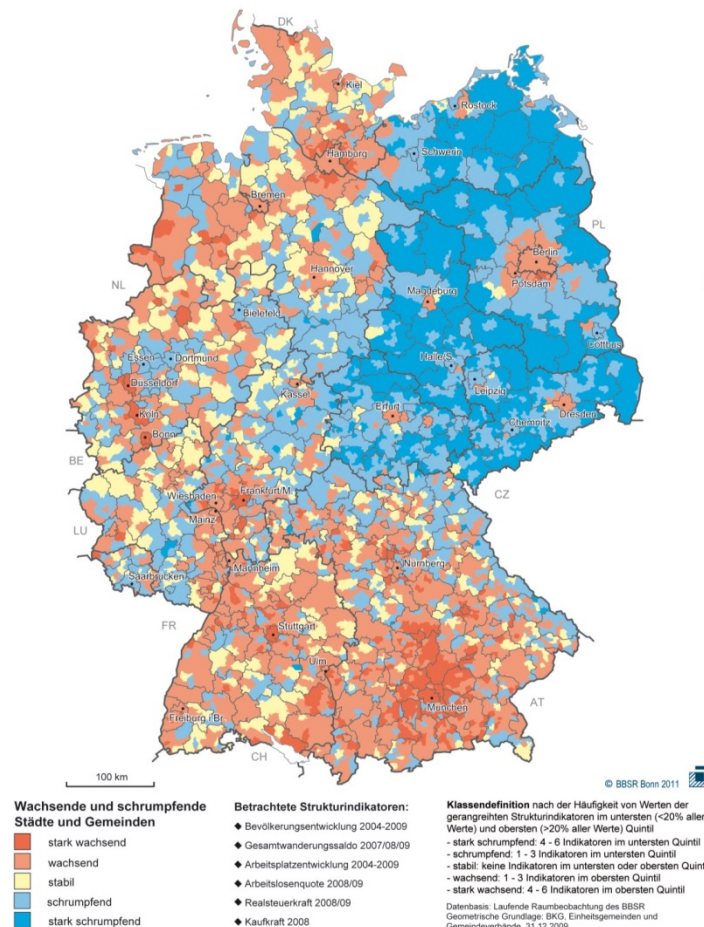 DK
Kiel
Rostock
Hamburg
Schwerin
Bremen
PL
Berlin
Hannover
Potsdam
NL
Magdeburg
Bielefeld
Cottbus
Essen
Dortmund
Halle/S.
Düsseldorf
Leipzig
Kassel
Köln
Erfurt
Dresden
Chemnitz
Bonn
BE
Wiesbaden
Frankfurt/M.
CZ
Mainz
LU
Mannheim
Nürnberg
Saarbrücken
FR
Stuttgart
Ulm
München
AT
Freiburg i.Br.
CH
100 km
© BBSR Bonn 2011
Wachsende und schrumpfende
Städte und Gemeinden
stark wachsend
wachsend
stabil
schrumpfend
stark schrumpfend
Betrachtete Strukturindikatoren:
◆ Bevölkerungsentwicklung 2004-2009
◆ Gesamtwanderungssaldo 2007/08/09
◆ Arbeitsplatzentwicklung 2004-2009
◆ Arbeitslosenquote 2008/09
◆ Realsteuerkraft 2008/09
◆ Kaufkraft 2008
Klassendefinition nach der Häufigkeit von Werten der
gerangreihten Strukturindikatoren im untersten (<20% aller
Werte) und obersten (>20% aller Werte) Quintil
- stark schrumpfend: 4 - 6 Indikatoren im untersten Quintil
- schrumpfend: 1 - 3 Indikatoren im untersten Quintil
- stabil: keine Indikatoren im untersten oder obersten Quintil
- wachsend: 1 - 3 Indikatoren im obersten Quintil
- stark wachsend: 4 - 6 Indikatoren im obersten Quintil
Datenbasis: Laufende Raumbeobachtung des BBSR
Geometrische Grundlage: BKG, Einheitsgemeinden und
Gemeindeverbände, 31.12.2009